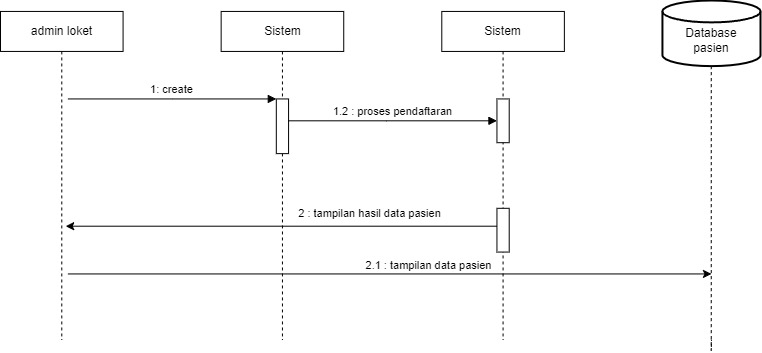 admin loket
Sistem
Sistem
Database
pasien
1: create
1.2 : proses pendaftaran
2 : tampilan hasil data pasien
2.1 : tampilan data pasien